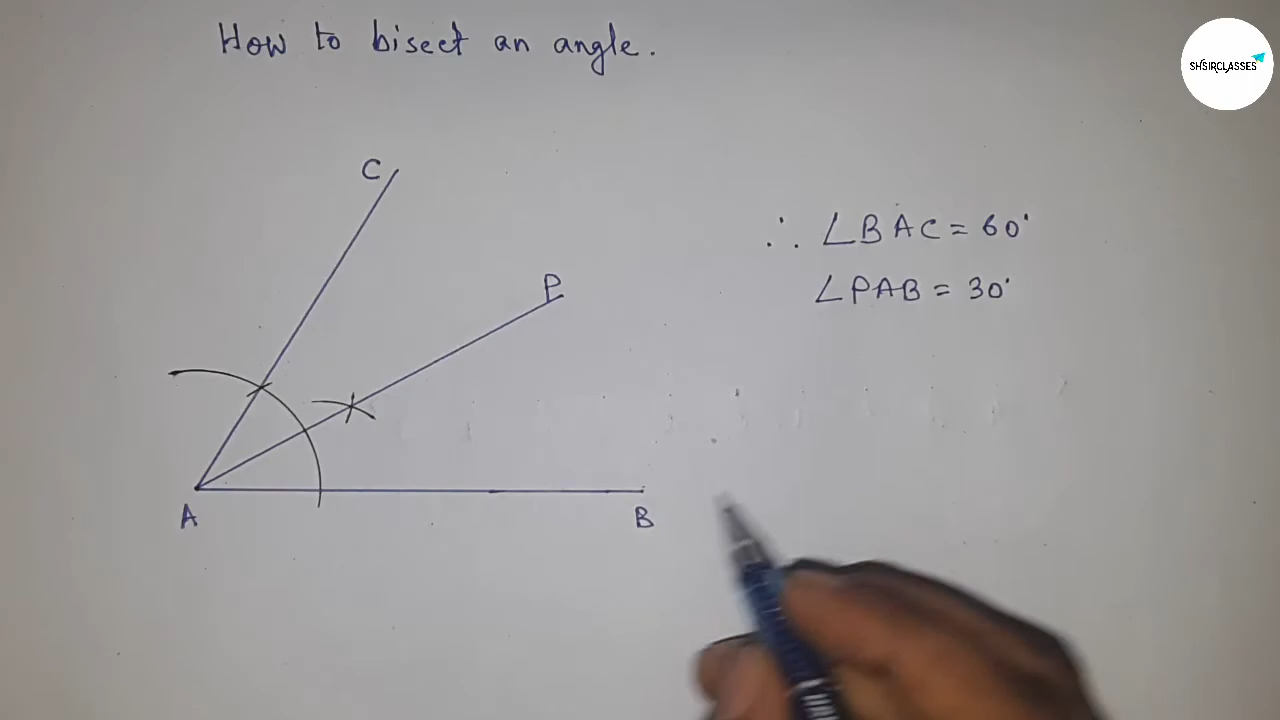 How to bisect an angle.
SHSIRCLASSES
C
P
A
B
∴ ∠BAC = 60°
∠PAB = 30°